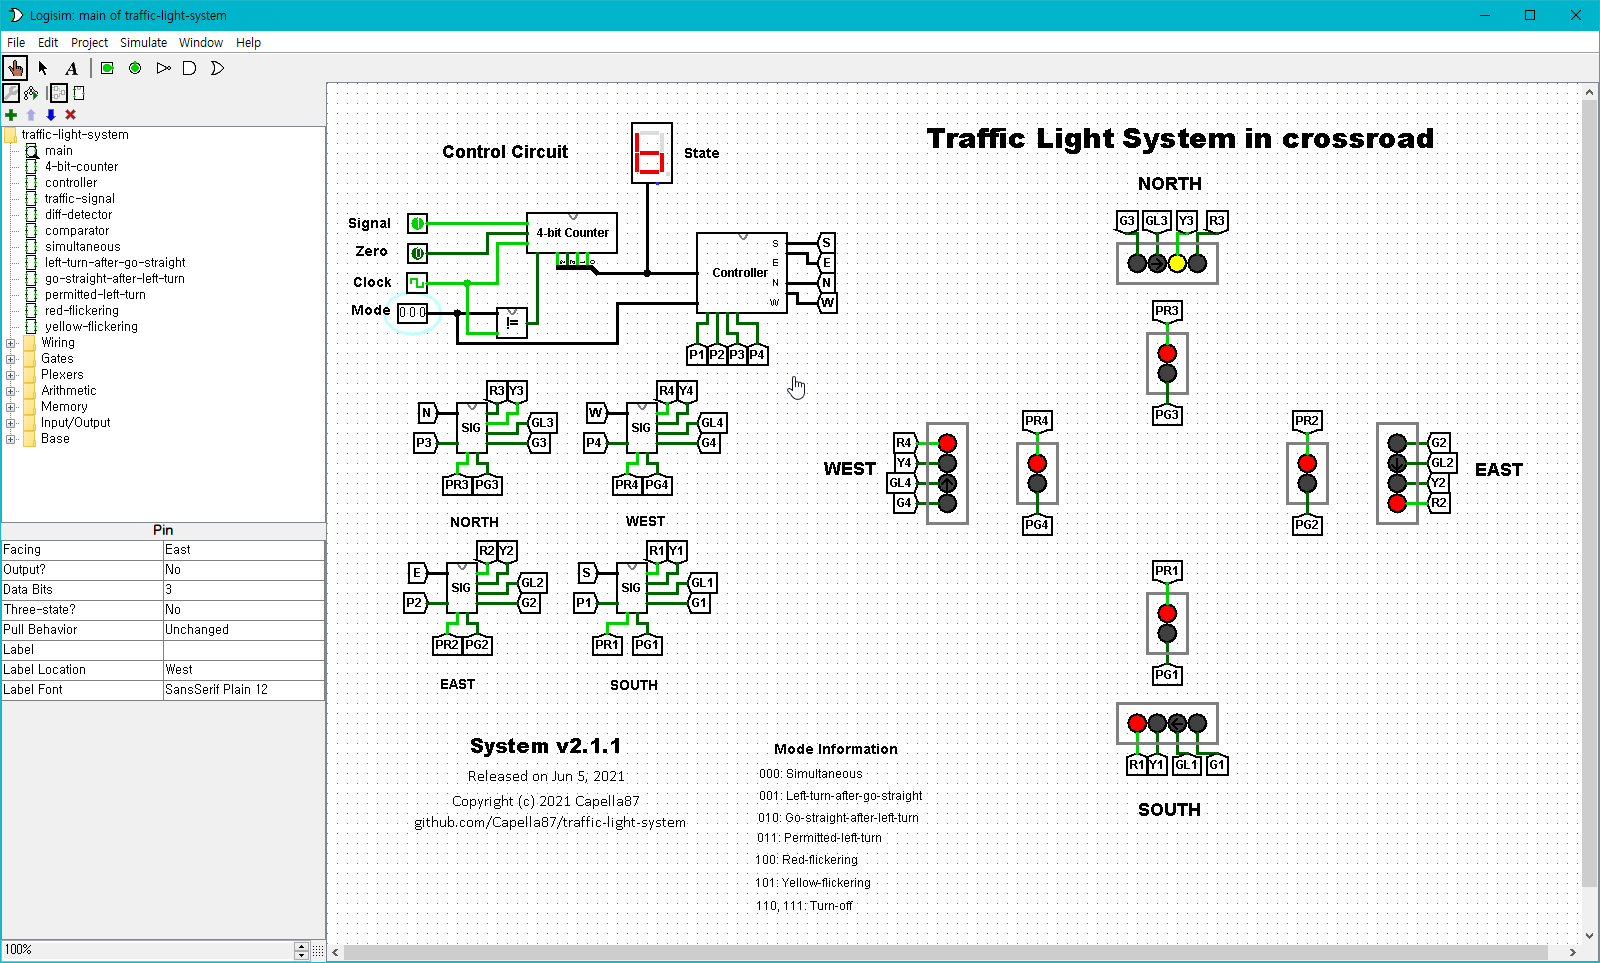 Logisim: main of traffic-light-system
File Edit Project Simulate Window Help
A
traffic-light-system
main
4-bit-counter
controller
traffic-signal
diff-detector
comparator
simultaneous
left-turn-after-go-straight
go-straight-after-left-turn
permitted-left-turn
red-flickering
yellow-flickering
Wiring
Gates
Plexers
Arithmetic
Memory
Input/Output
Base
Pin
Facing East
Output? No
Data Bits 3
Three-state? No
Pull Behavior Unchanged
Label
Label Location West
Label Font SansSerif Plain 12
100%
Control Circuit
State
Signal
Zero
Clock
Mode
1
0
0 0 0
4-bit Counter
3 2 1 0
!=
Controller
S
E
N
W
S
E
N
W
P1 P2 P3 P4
R3 Y3
N
SIG
GL3
P3
G3
PR3 PG3
NORTH
R4 Y4
W
SIG
GL4
P4
G4
PR4 PG4
WEST
R2 Y2
E
SIG
GL2
P2
G2
PR2 PG2
EAST
R1 Y1
S
SIG
GL1
P1
G1
PR1 PG1
SOUTH
System v2.1.1
Released on Jun 5, 2021
Copyright (c) 2021 Capella87
github.com/Capella87/traffic-light-system
Mode Information
000: Simultaneous
001: Left-turn-after-go-straight
010: Go-straight-after-left-turn
011: Permitted-left-turn
100: Red-flickering
101: Yellow-flickering
110, 111: Turn-off
Traffic Light System in crossroad
NORTH
G3 GL3 Y3 R3
PR3
PG3
WEST
R4
Y4
GL4
G4
PR4
PG4
PR2
PG2
G2
GL2
Y2
R2
EAST
PR1
PG1
R1 Y1 GL1 G1
SOUTH